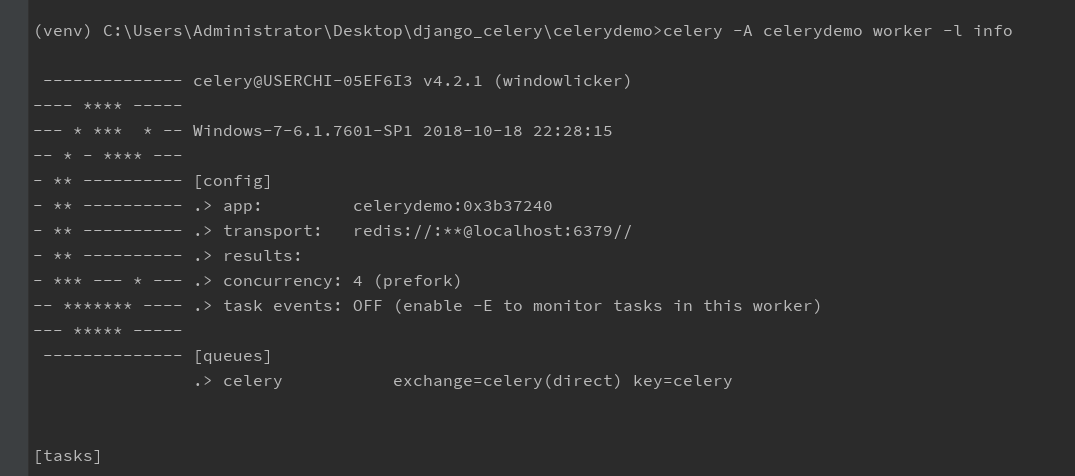 (venv) C:\Users\Administrator\Desktop\django_celery\celerydemo>celery -A celerydemo worker -l info
 -------------- celery@USERCHI-05EF6I3 v4.2.1 (windowlicker)
---- **** -----
--- * ***  * -- Windows-7-6.1.7601-SP1 2018-10-18 22:28:15
-- * - **** ---
- ** ---------- [config]
- ** ---------- .> app:         celerydemo:0x3b37240
- ** ---------- .> transport:   redis://:**@localhost:6379//
- ** ---------- .> results:
- *** --- * --- .> concurrency: 4 (prefork)
-- ******* ---- .> task events: OFF (enable -E to monitor tasks in this worker)
--- ***** -----
 -------------- [queues]
                .> celery           exchange=celery(direct) key=celery
[tasks]